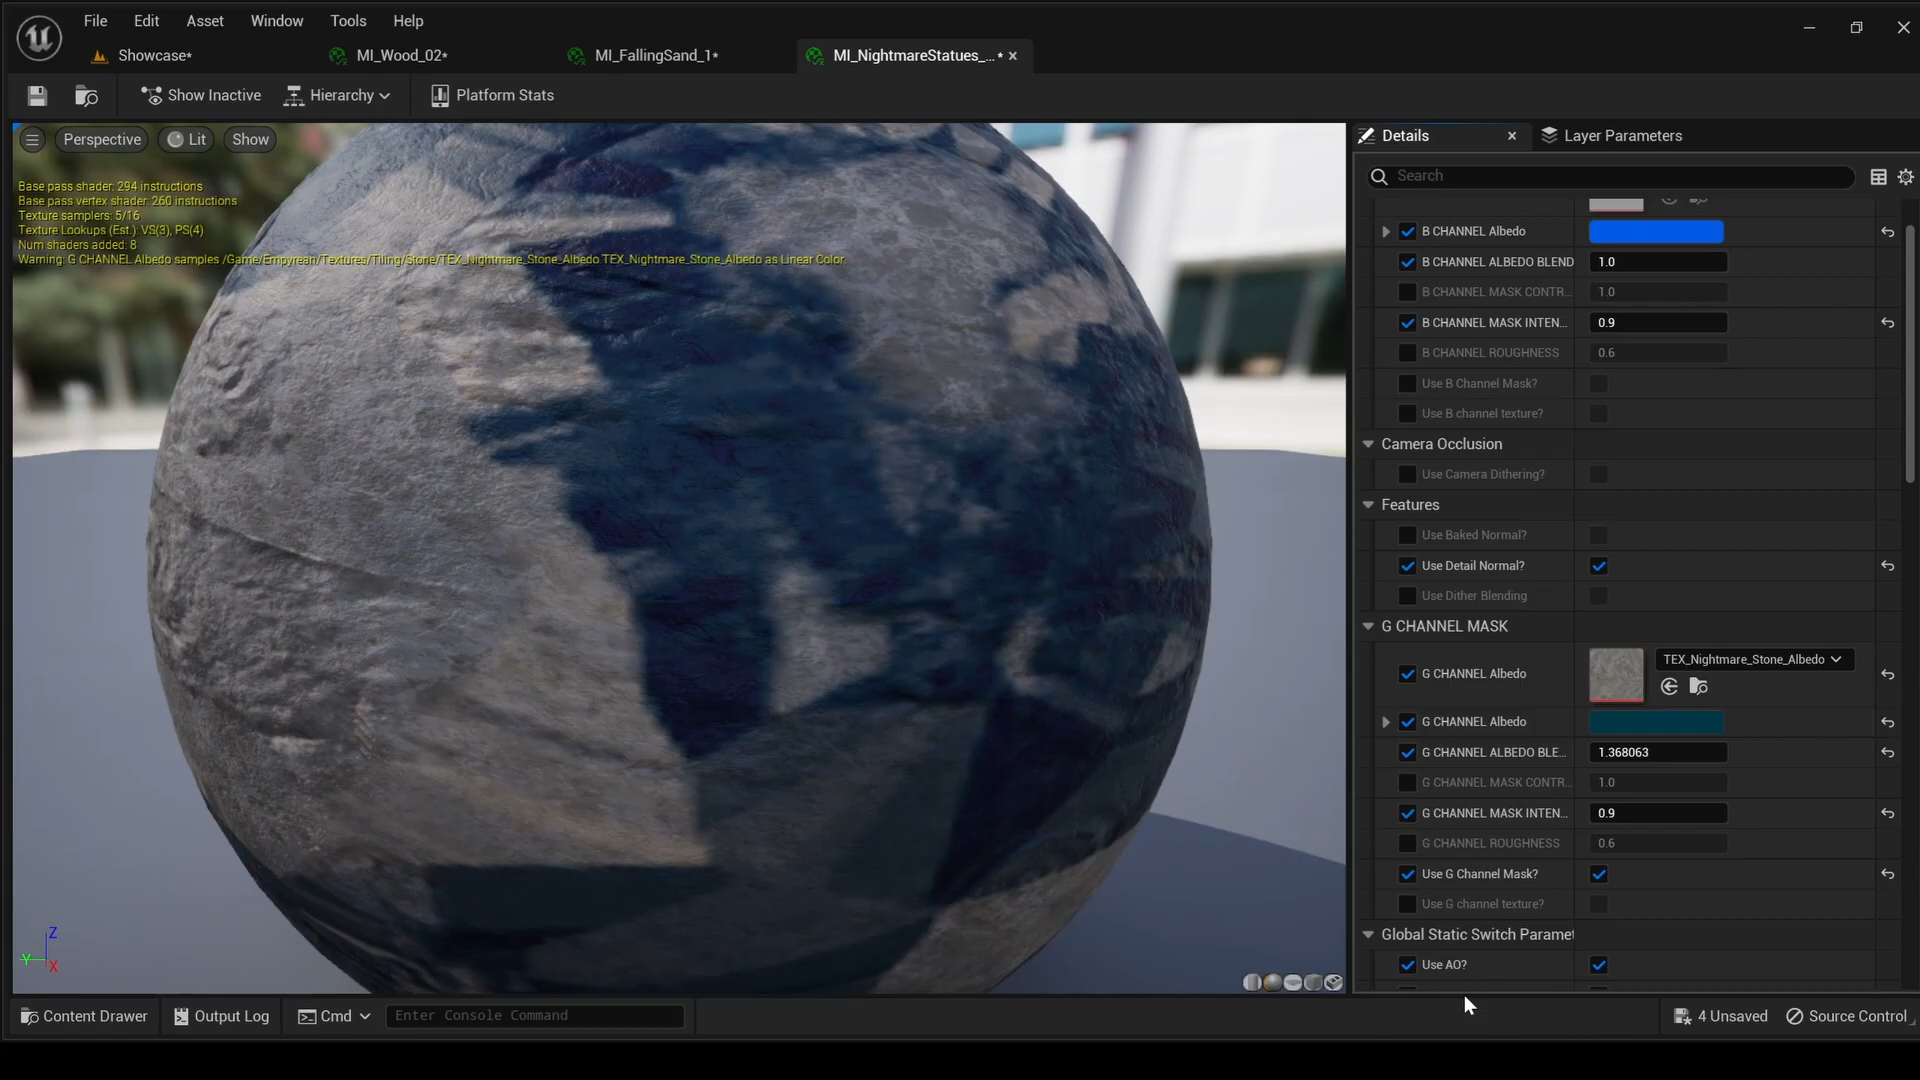 File Edit Asset Window Tools Help
Showcase* MI_Wood_02* MI_FallingSand_1* MI_NightmareStatues_... *
Show Inactive Hierarchy Platform Stats
Perspective Lit Show
Base pass shader: 294 instructions
Base pass vertex shader: 260 instructions
Texture samplers: 5/16
Texture Lookups (Est.): VS(3), PS(4)
Num shaders added: 8
Warning: G CHANNEL Albedo samples /Game/Empyrean/Textures/Tiling/Stone/TEX_Nightmare_Stone_Albedo TEX_Nightmare_Stone_Albedo as Linear Color.
Z
Y
X
Details Layer Parameters
Search
B CHANNEL Albedo
B CHANNEL ALBEDO BLEND 1.0
B CHANNEL MASK CONTR... 1.0
B CHANNEL MASK INTEN... 0.9
B CHANNEL ROUGHNESS 0.6
Use B Channel Mask?
Use B channel texture?
Camera Occlusion
Use Camera Dithering?
Features
Use Baked Normal?
Use Detail Normal?
Use Dither Blending
G CHANNEL MASK
G CHANNEL Albedo TEX_Nightmare_Stone_Albedo
G CHANNEL Albedo
G CHANNEL ALBEDO BLE... 1.368063
G CHANNEL MASK CONTR... 1.0
G CHANNEL MASK INTEN... 0.9
G CHANNEL ROUGHNESS 0.6
Use G Channel Mask?
Use G channel texture?
Global Static Switch Paramet
Use AO?
Content Drawer Output Log Cmd Enter Console Command 4 Unsaved Source Control